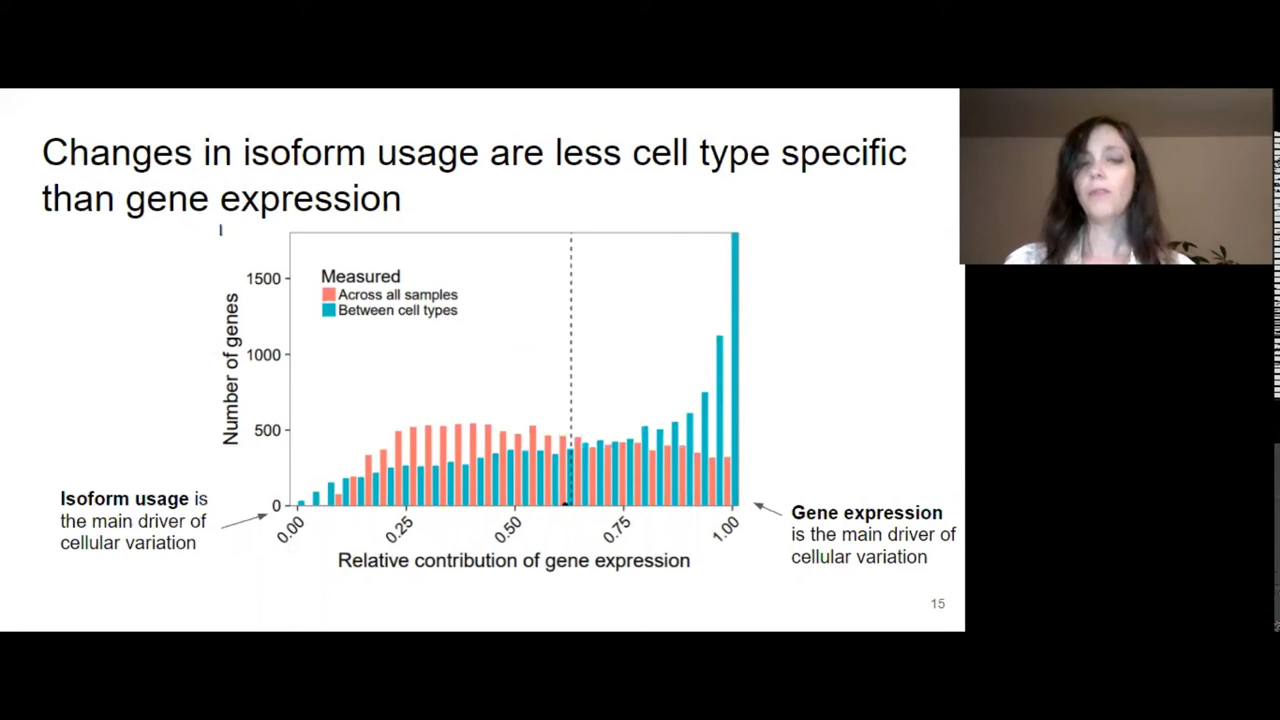 Changes in isoform usage are less cell type specific
than gene expression
Measured
Across all samples
Between cell types
Number of genes
1500
1000
500
0
0.00
0.25
0.50
0.75
1.00
Relative contribution of gene expression
Isoform usage is
the main driver of
cellular variation
Gene expression
is the main driver of
cellular variation
15